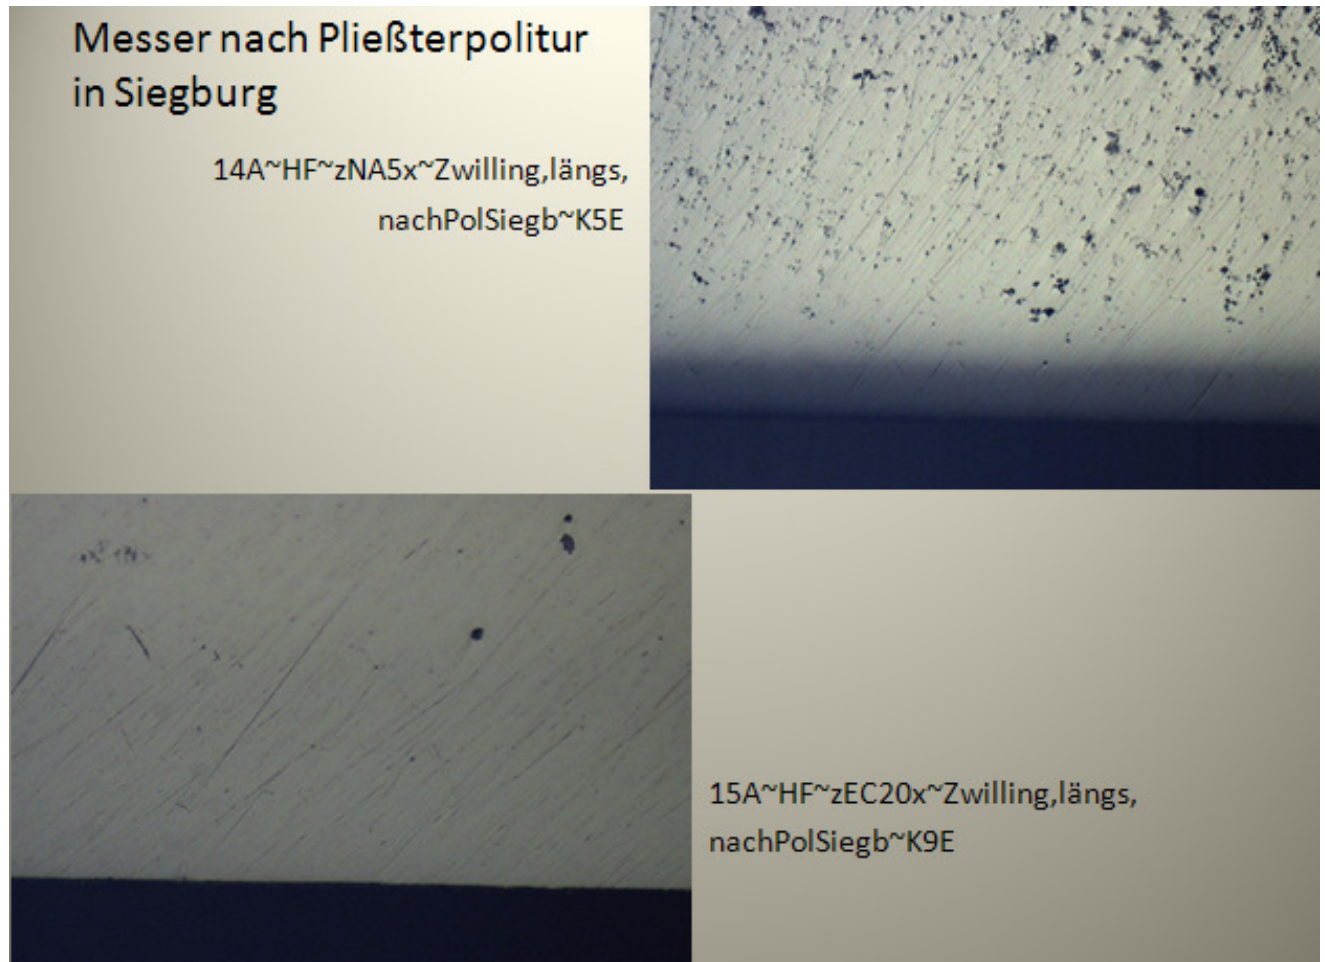 Messer nach Pließterpolitur
in Siegburg
14A~HF~zNA5x~Zwilling,längs,
nachPolSiegb~K5E
15A~HF~zEC20x~Zwilling,längs,
nachPolSiegb~K9E